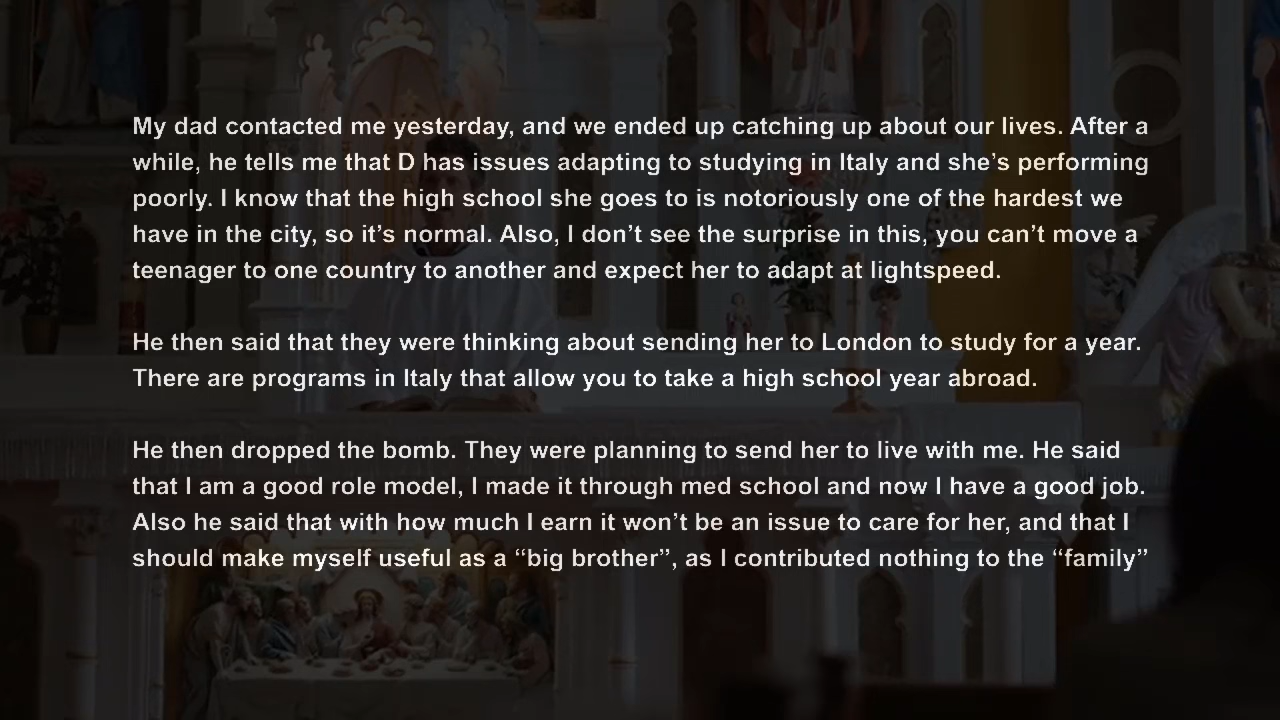 My dad contacted me yesterday, and we ended up catching up about our lives. After a
while, he tells me that D has issues adapting to studying in Italy and she’s performing
poorly. I know that the high school she goes to is notoriously one of the hardest we
have in the city, so it’s normal. Also, I don’t see the surprise in this, you can’t move a
teenager to one country to another and expect her to adapt at lightspeed.
He then said that they were thinking about sending her to London to study for a year.
There are programs in Italy that allow you to take a high school year abroad.
He then dropped the bomb. They were planning to send her to live with me. He said
that I am a good role model, I made it through med school and now I have a good job.
Also he said that with how much I earn it won’t be an issue to care for her, and that I
should make myself useful as a “big brother”, as I contributed nothing to the “family”